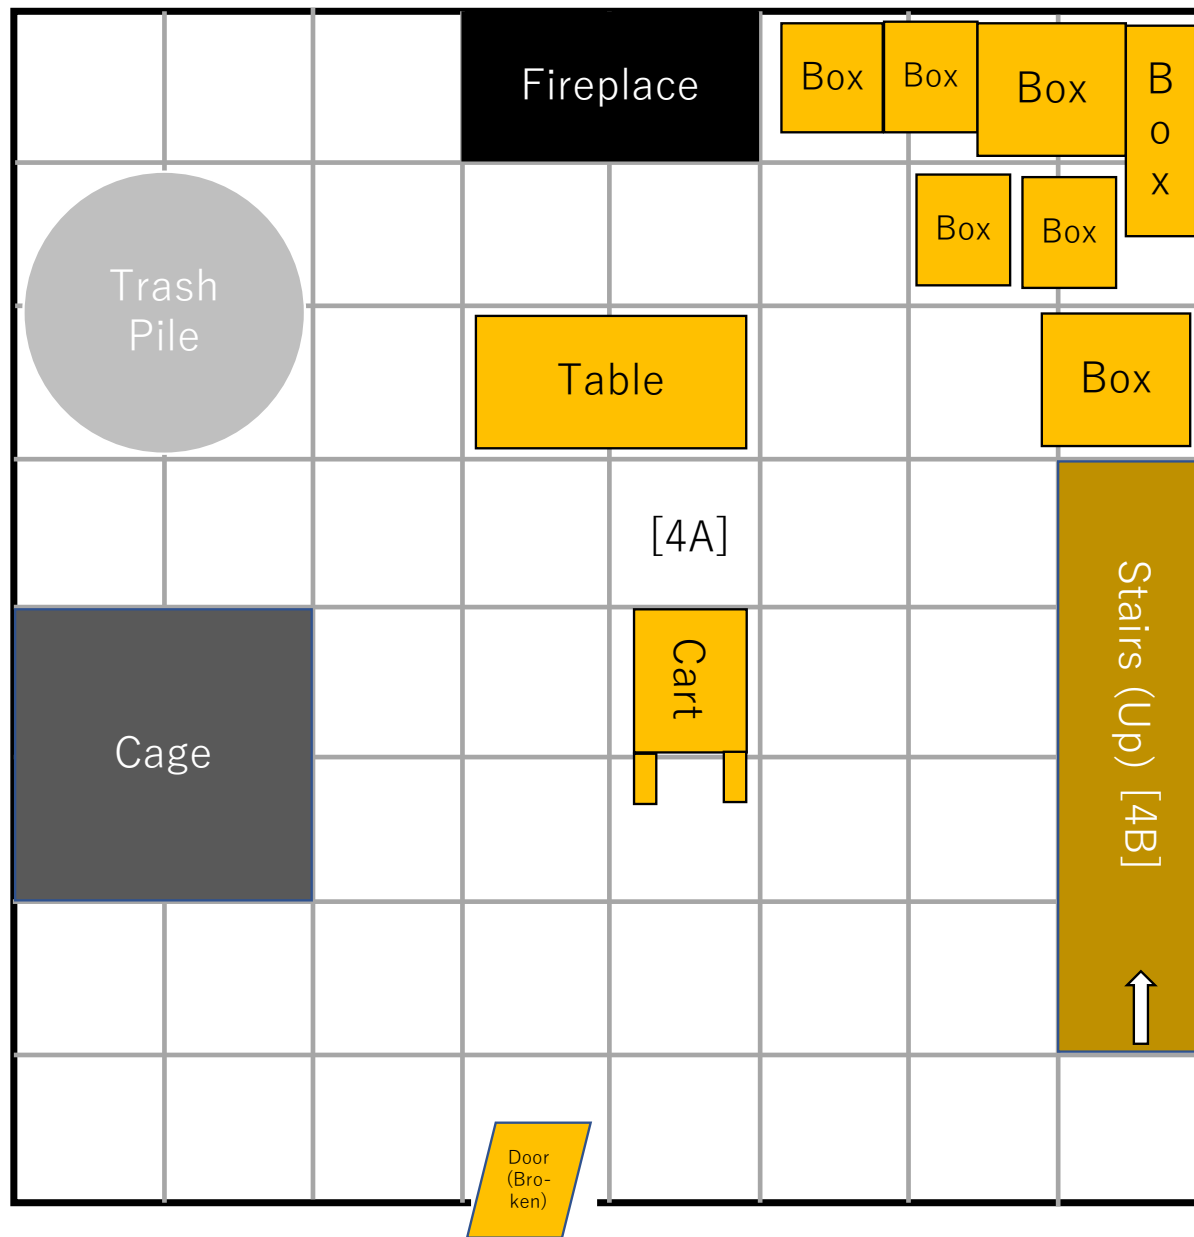 Fireplace
Box
Box
Box
Box
Box
Box
Trash
Pile
Table
Box
[4A]
Stairs (Up) [4B]
Cart
Cage
Door
(Bro-
ken)